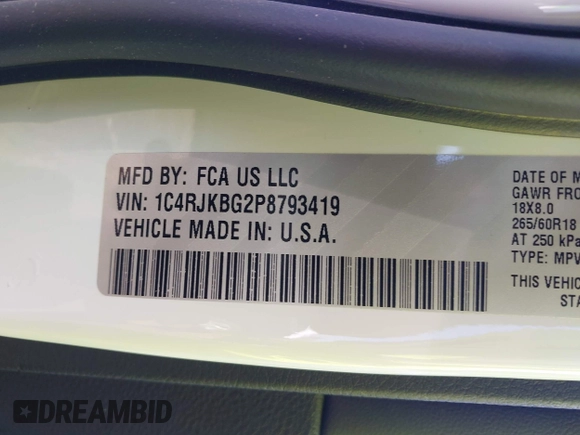 MFD BY: FCA US LLC
VIN: 1C4RJKBG2P8793419
VEHICLE MADE IN: U.S.A.
DATE OF M
GAWR FRO
18X8.0
265/60R18
AT 250 kPa
TYPE: MPV
THIS VEHIC
STA
DREAMBID